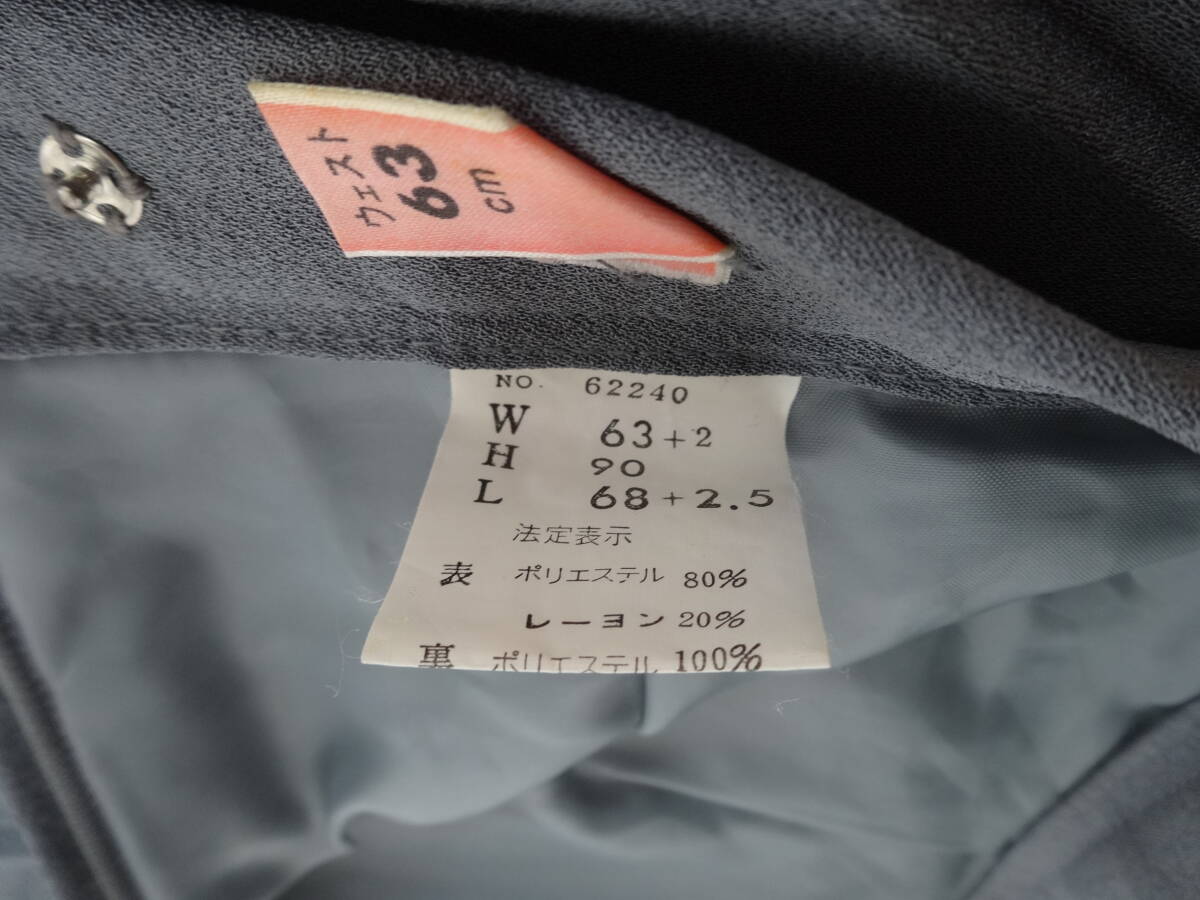 ウェスト
63
cm
NO. 62240
W 63+2
H 90
L 68+2.5
法定表示
表 ポリエステル 80%
レーヨン 20%
裏 ポリエステル 100%